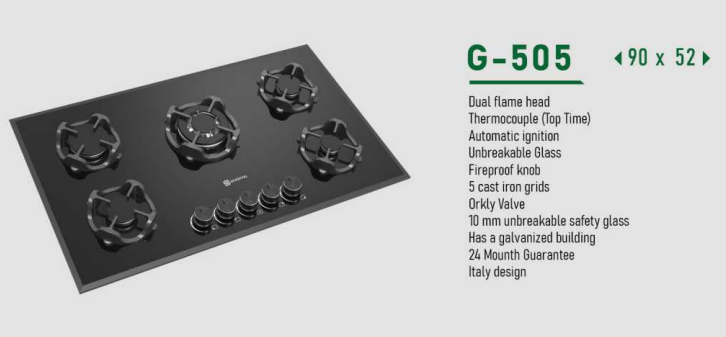 G-505
90 x 52
Dual flame head
Thermocouple (Top Time)
Automatic ignition
Unbreakable Glass
Fireproof knob
5 cast iron grids
Orkly Valve
10 mm unbreakable safety glass
Has a galvanized building
24 Mounth Guarantee
Italy design